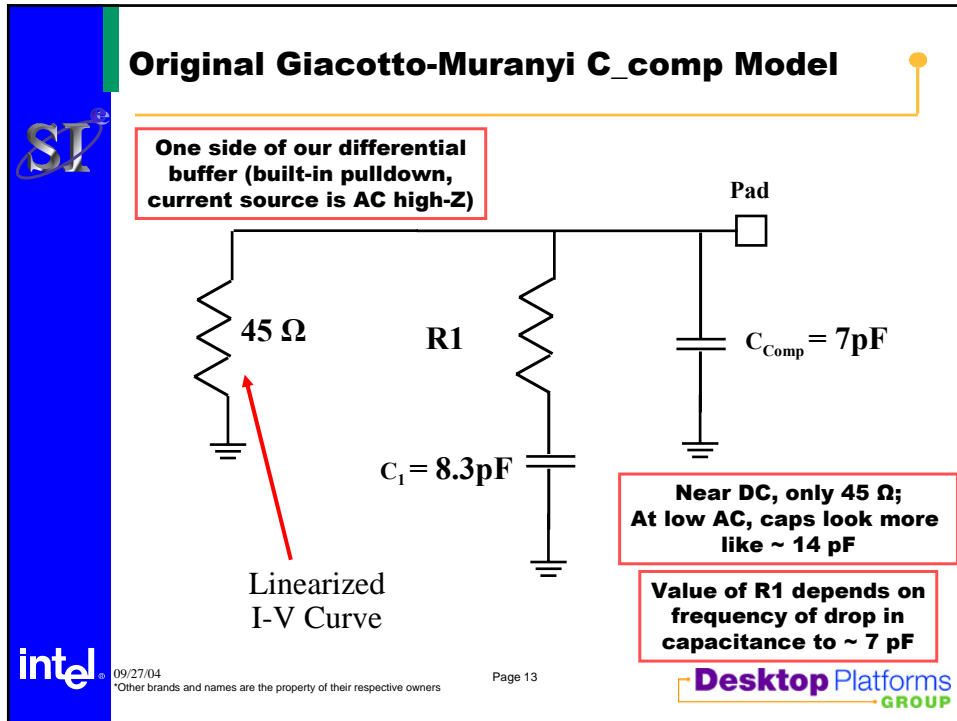 Original Giacotto-Muranyi C_comp Model
SI
One side of our differential
buffer (built-in pulldown,
current source is AC high-Z)
Pad
45 Ω
R1
C_Comp = 7pF
C_1 = 8.3pF
Near DC, only 45 Ω;
At low AC, caps look more
like ~ 14 pF
Linearized
I-V Curve
Value of R1 depends on
frequency of drop in
capacitance to ~ 7 pF
intel®
09/27/04
*Other brands and names are the property of their respective owners
Page 13
Desktop Platforms
GROUP